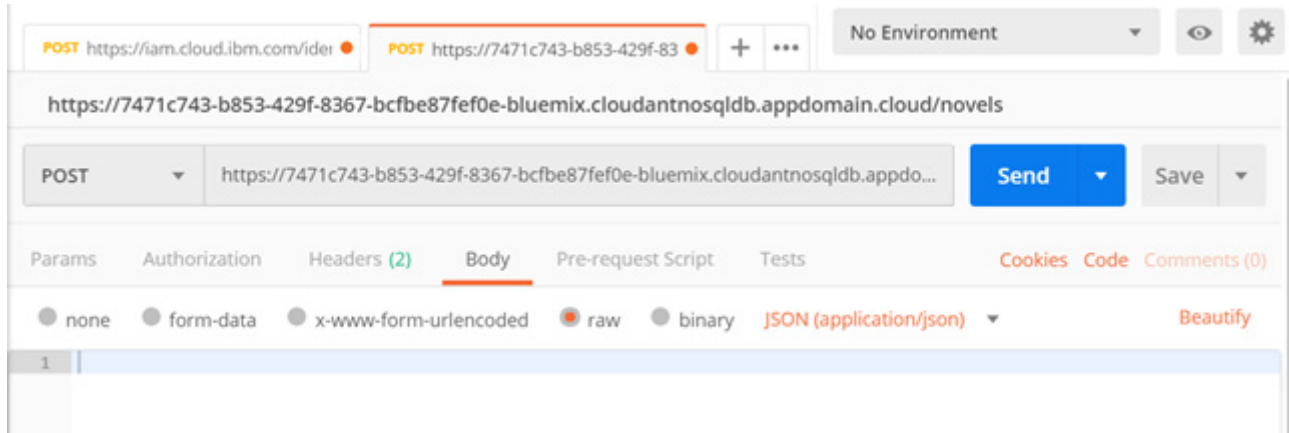 POST https://iam.cloud.ibm.com/ider POST https://7471c743-b853-429f-83 + ••• No Environment
https://7471c743-b853-429f-8367-bcfbe87fef0e-bluemix.cloudantnosqldb.appdomain.cloud/novels
POST https://7471c743-b853-429f-8367-bcfbe87fef0e-bluemix.cloudantnosqldb.appdo... Send Save
Params Authorization Headers (2) Body Pre-request Script Tests Cookies Code Comments (0)
none form-data x-www-form-urlencoded raw binary JSON (application/json) Beautify
1